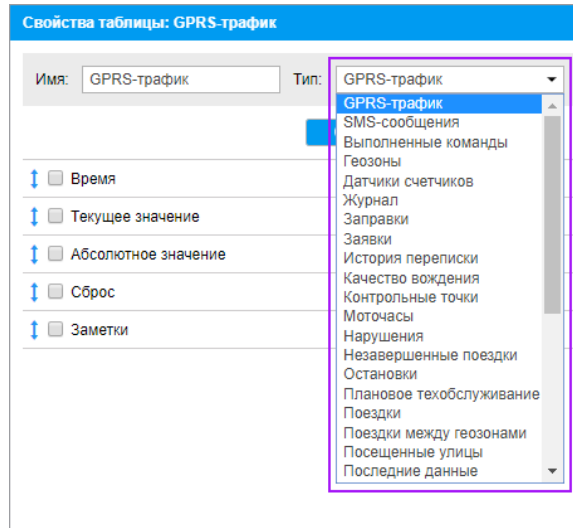 Свойства таблицы: GPRS-трафик
Имя: GPRS-трафик Тип: GPRS-трафик
GPRS-трафик
SMS-сообщения
Выполненные команды
Геозоны
Датчики счетчиков
Журнал
Заправки
Заявки
История переписки
Качество вождения
Контрольные точки
Моточасы
Нарушения
Незавершенные поездки
Остановки
Плановое техобслуживание
Поездки
Поездки между геозонами
Посещенные улицы
Последние данные
Время
Текущее значение
Абсолютное значение
Сброс
Заметки